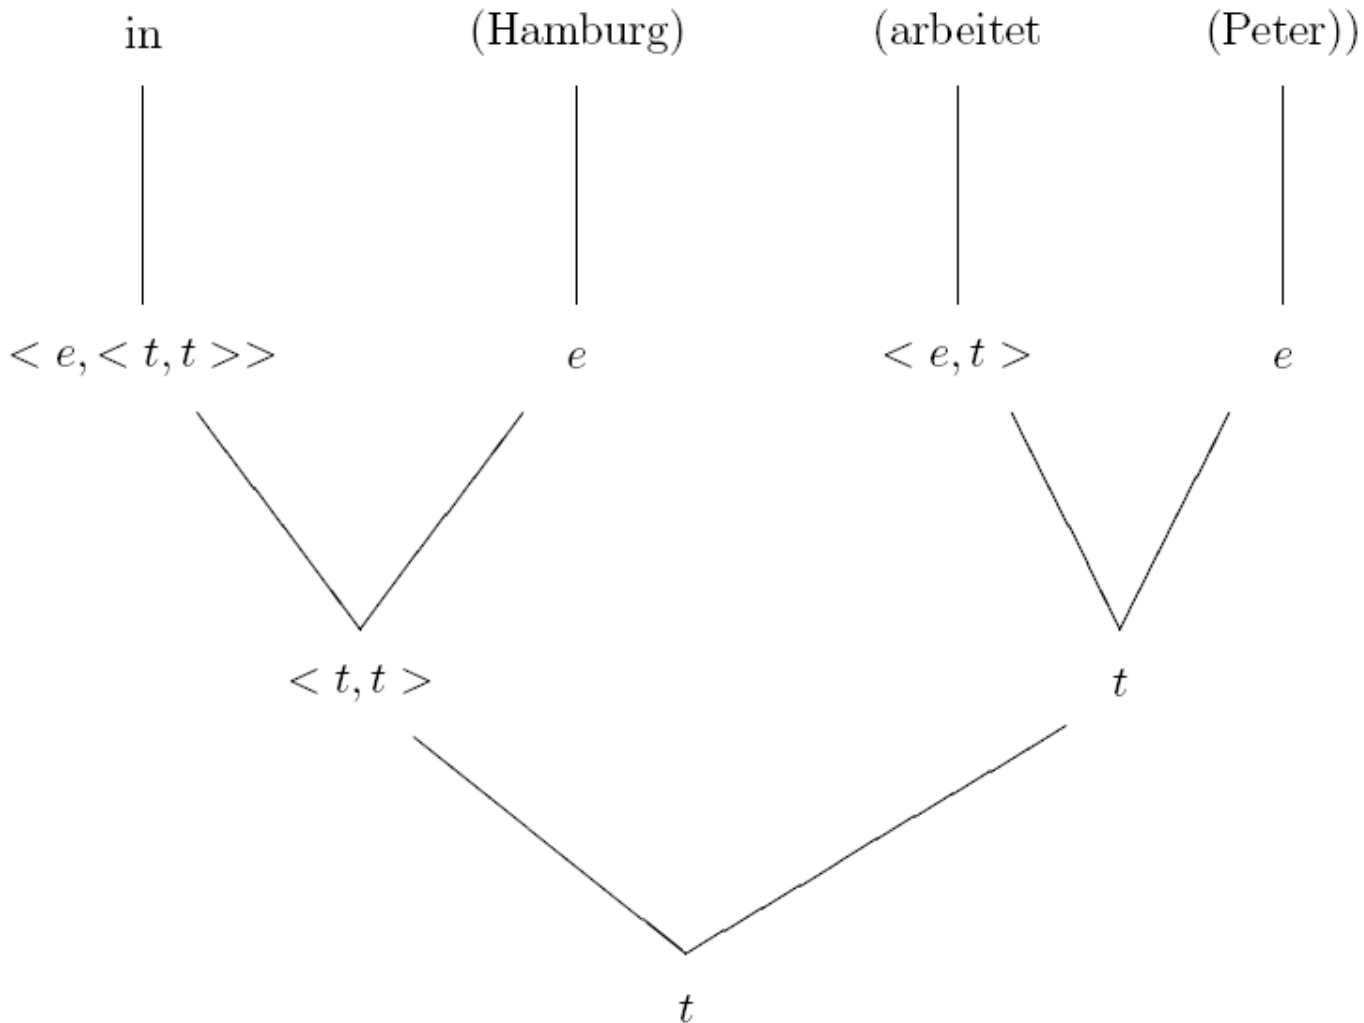 in (Hamburg) (arbeitet (Peter))
< e, < t, t >> e < e, t > e
< t, t > t
t